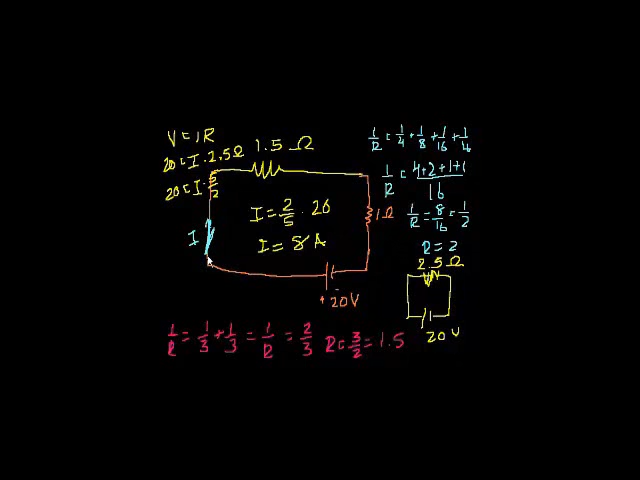 V = IR
20 = I · 2.5Ω
20 = I · 5/2
1.5 Ω
I = 2/5 · 20
I = 8 A
I
1Ω
+ 20V
1/R = 1/4 + 1/8 + 1/16 + 1/4
1/R = 4+2+1+1/16
1/R = 8/16 = 1/2
R = 2
2.5 Ω
20 V
1/R = 1/3 + 1/3 = 1/R = 2/3 R = 3/2 = 1.5